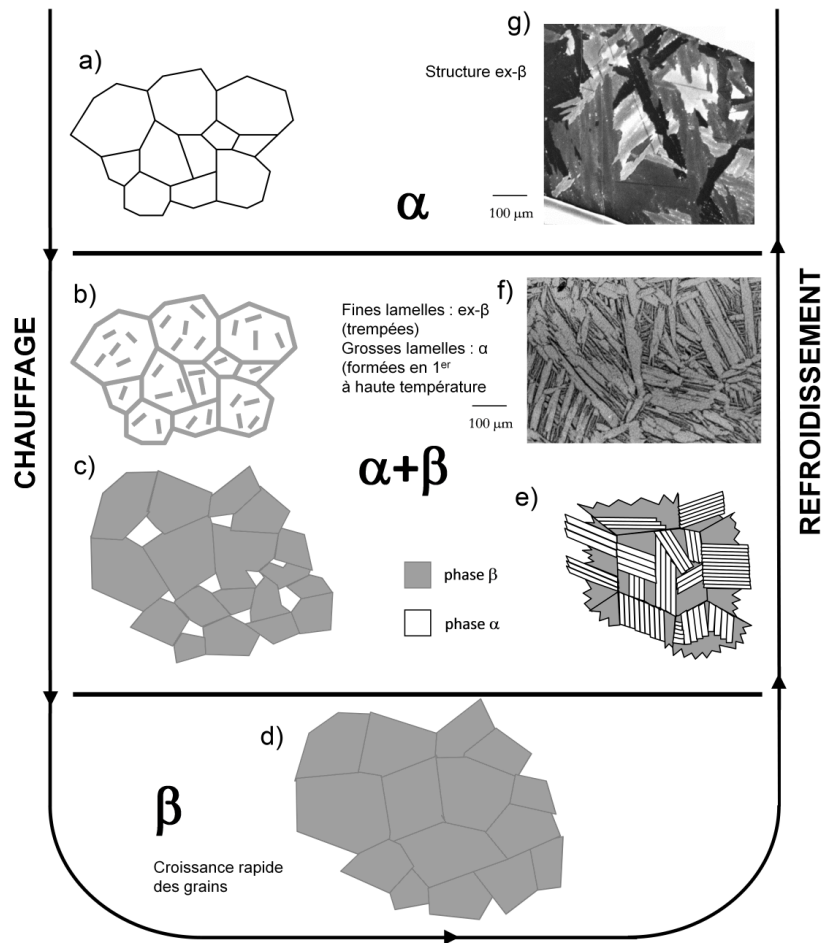 g)
a)
Structure ex-β
α
100 μm
b)
Fines lamelles : ex-β
(trempées)
Grosses lamelles : α
(formées en 1er
à haute température
f)
100 μm
CHAUFFAGE
REFROIDISSEMENT
c)
α+β
e)
phase β
phase α
d)
β
Croissance rapide
des grains